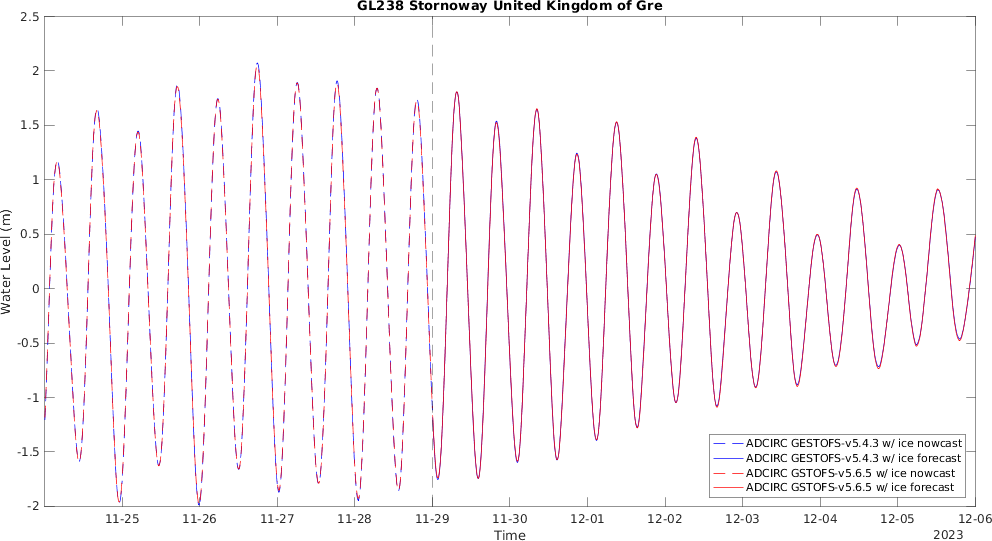 GL238 Stornoway United Kingdom of Gre
Water Level (m)
2.5
2
1.5
1
0.5
0
-0.5
-1
-1.5
-2
ADCIRC GESTOFS-v5.4.3 w/ ice nowcast
ADCIRC GESTOFS-v5.4.3 w/ ice forecast
ADCIRC GSTOFS-v5.6.5 w/ ice nowcast
ADCIRC GSTOFS-v5.6.5 w/ ice forecast
11-25 11-26 11-27 11-28 11-29 11-30 12-01 12-02 12-03 12-04 12-05 12-06
Time
2023